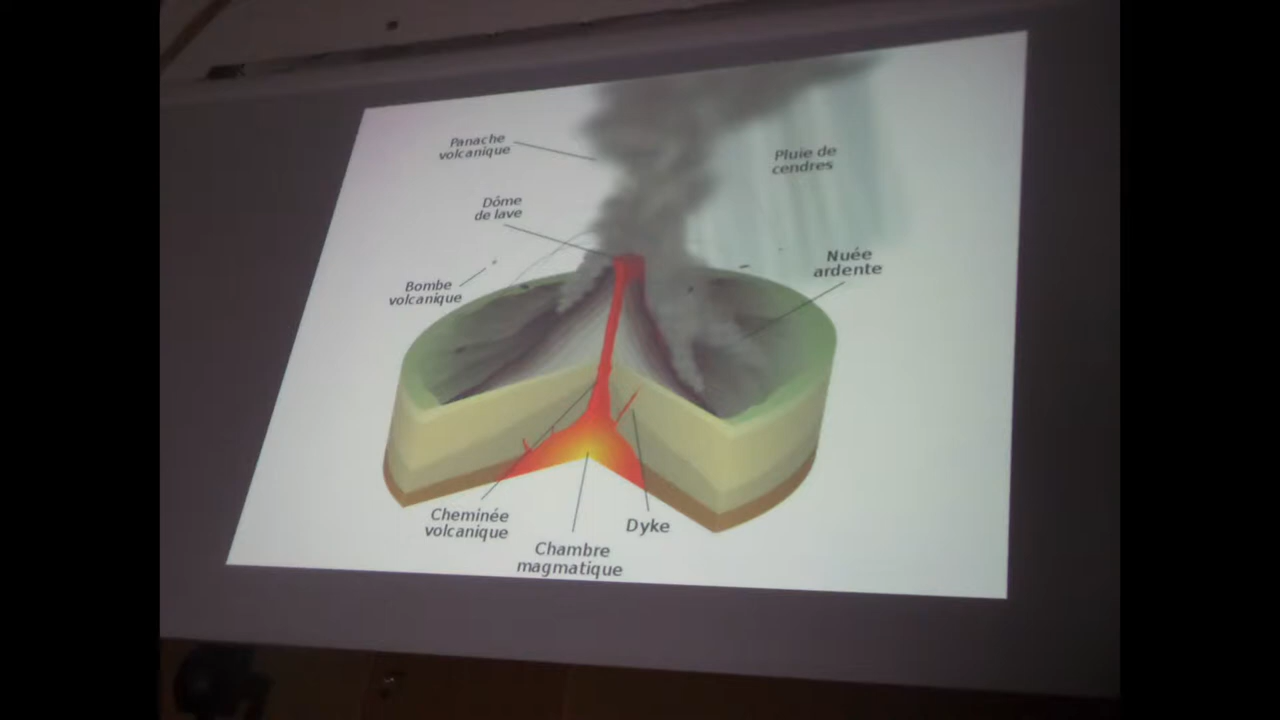 Panache
volcanique
Pluie de
cendres
Dôme
de lave
Nuée
ardente
Bombe
volcanique
Cheminée
volcanique
Dyke
Chambre
magmatique